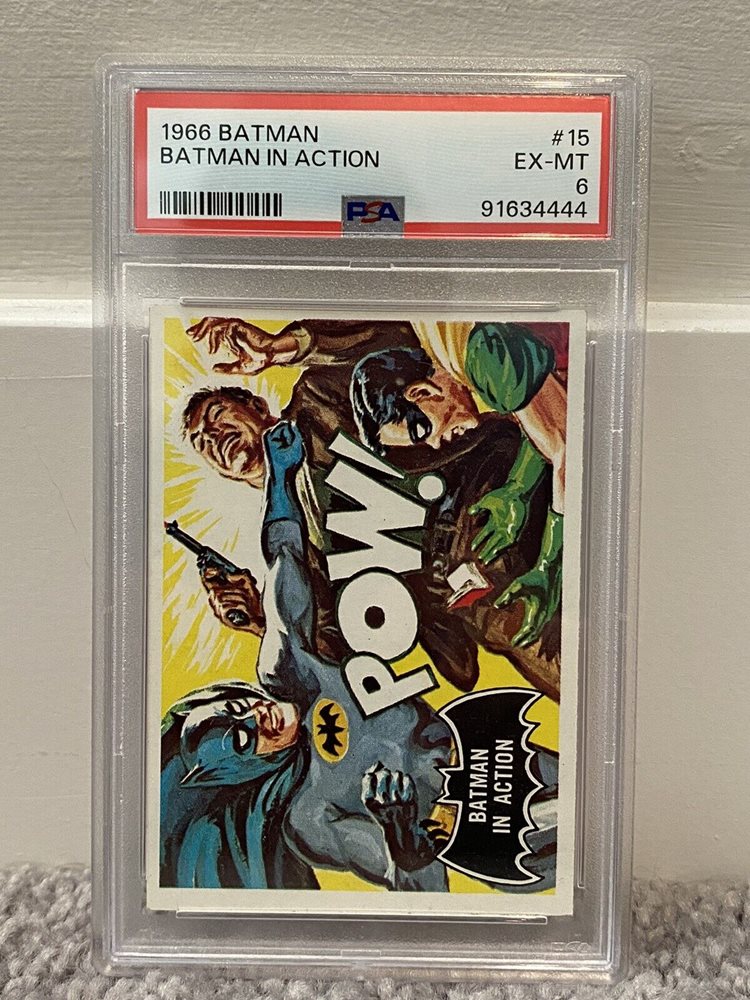 1966 BATMAN #15
BATMAN IN ACTION EX-MT
6
PSA 91634444
POW!
BATMAN
IN ACTION